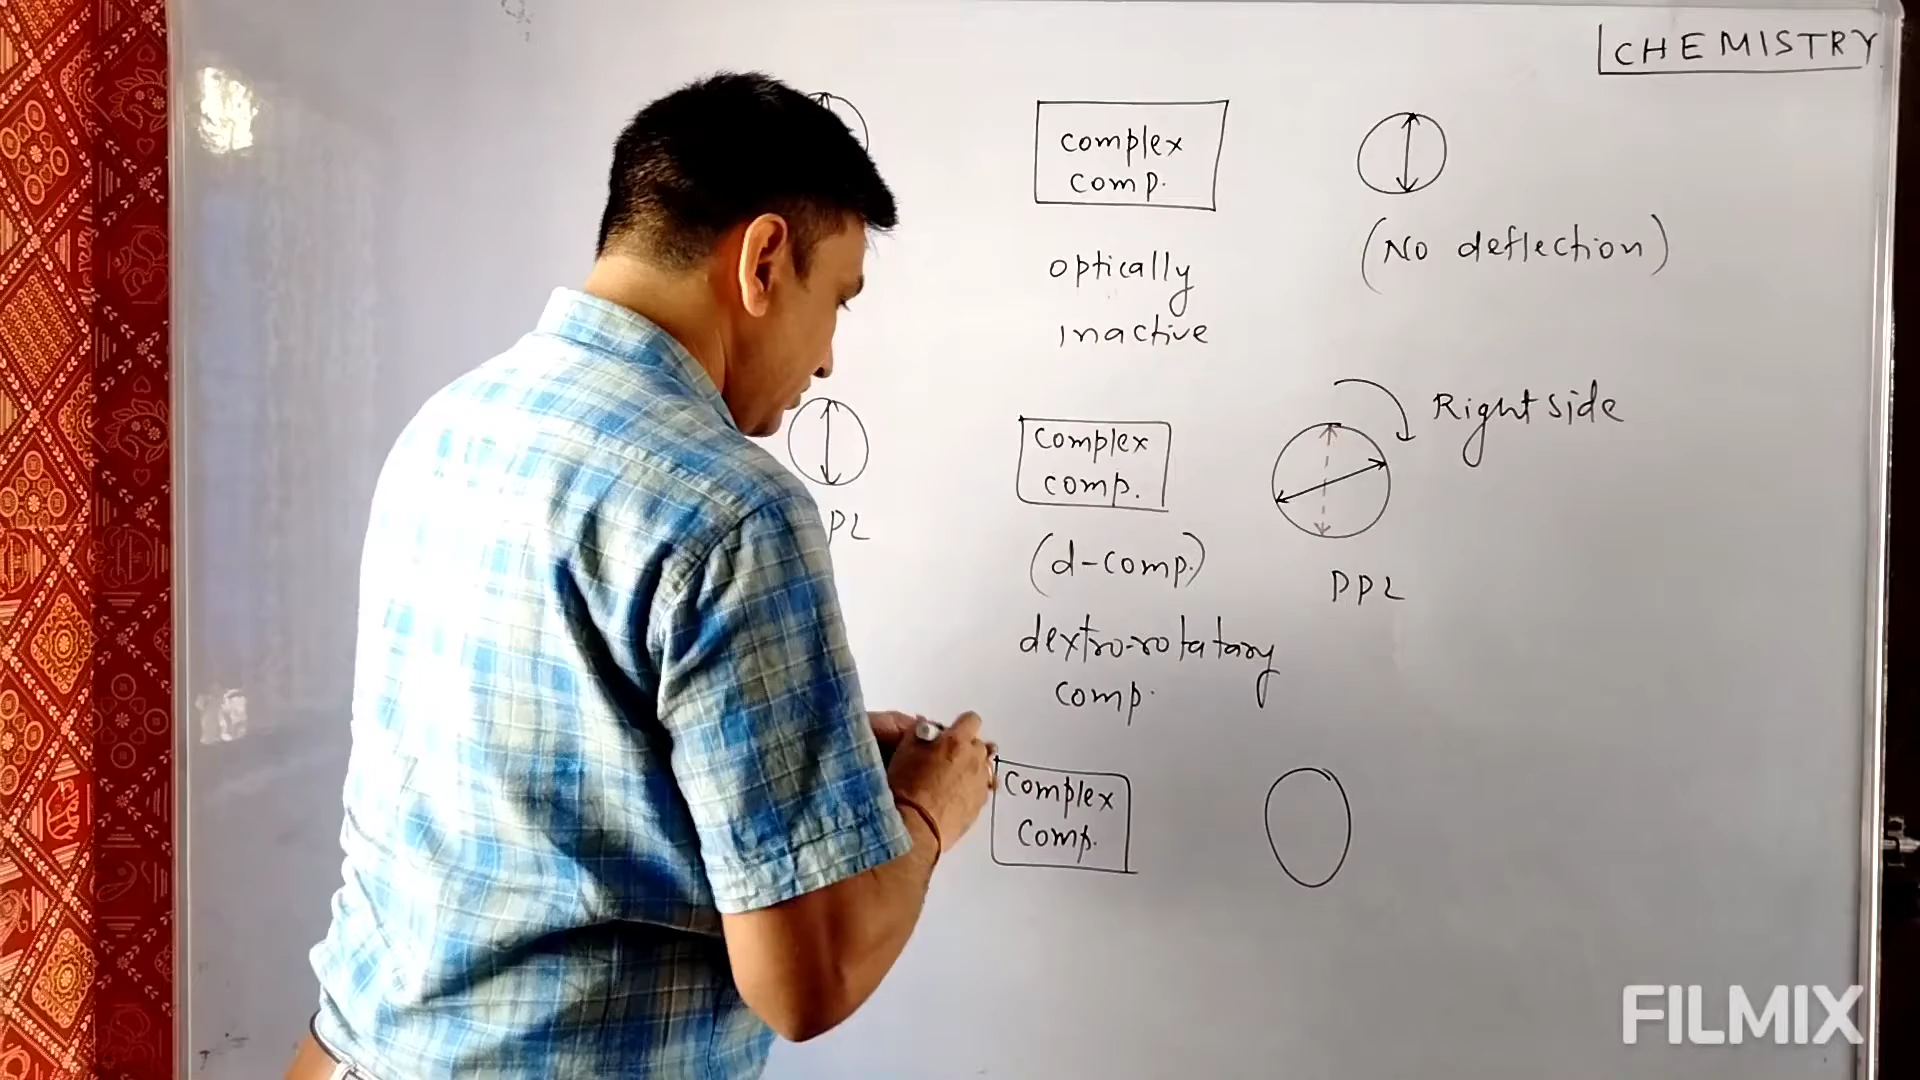 CHEMISTRY
complex
comp.
optically
inactive
(No deflection)
Right side
complex
comp.
PL
(d-comp.)
PPL
dextro-rotatary
comp.
Complex
Comp.
FILMIX